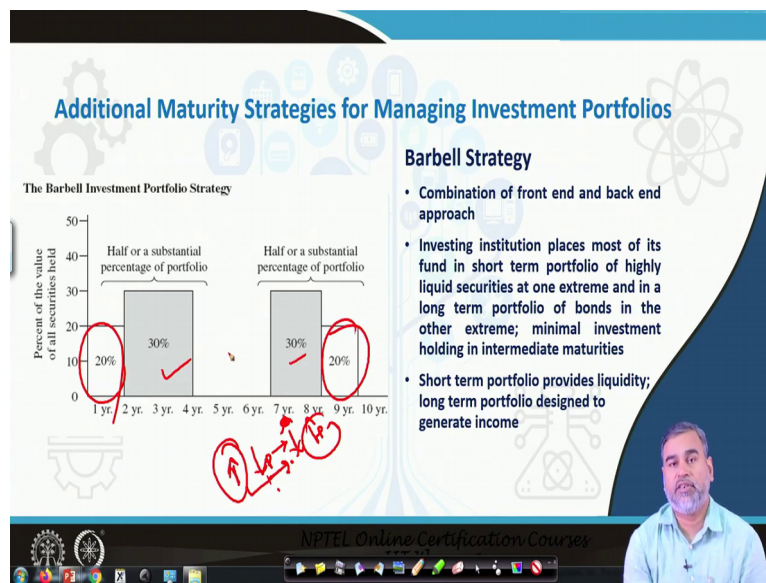 Additional Maturity Strategies for Managing Investment Portfolios
Barbell Strategy
The Barbell Investment Portfolio Strategy
• Combination of front end and back end
approach
• Investing institution places most of its
fund in short term portfolio of highly
liquid securities at one extreme and in a
long term portfolio of bonds in the
other extreme; minimal investment
holding in intermediate maturities
• Short term portfolio provides liquidity;
long term portfolio designed to
generate income
Percent of the value
of all securities held
50
40
30
20
10
0
Half or a substantial
percentage of portfolio
Half or a substantial
percentage of portfolio
20%
30%
30%
20%
1 yr. 2 yr. 3 yr. 4 yr. 5 yr. 6 yr. 7 yr. 8 yr. 9 yr. 10 yr.
NPTEL Online Certification Courses